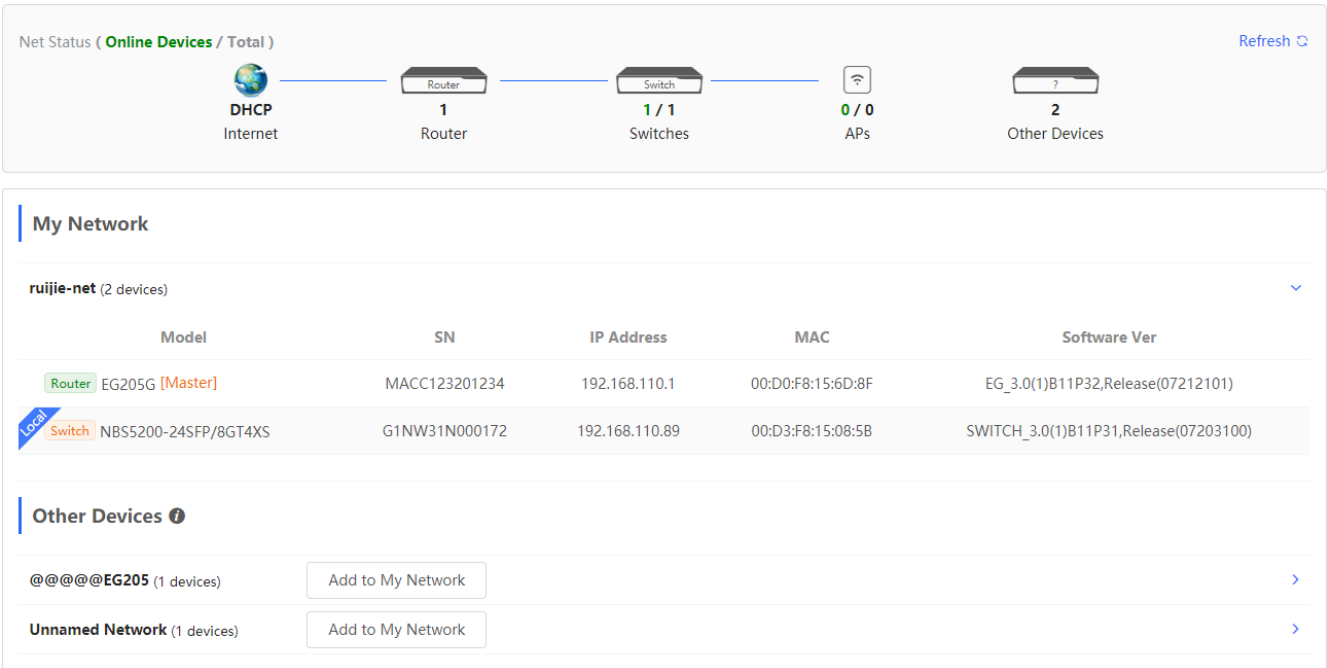 Net Status ( Online Devices / Total )
Refresh
Router
Switch
?
DHCP
1
1 / 1
0 / 0
2
Internet
Router
Switches
APs
Other Devices
My Network
ruijie-net (2 devices)
Model SN IP Address MAC Software Ver
Router EG205G [Master] MACC123201234 192.168.110.1 00:D0:F8:15:6D:8F EG_3.0(1)B11P32,Release(07212101)
Local Switch NBS5200-24SFP/8GT4XS G1NW31N000172 192.168.110.89 00:D3:F8:15:08:5B SWITCH_3.0(1)B11P31,Release(07203100)
Other Devices
@@@@@EG205 (1 devices) Add to My Network
Unnamed Network (1 devices) Add to My Network